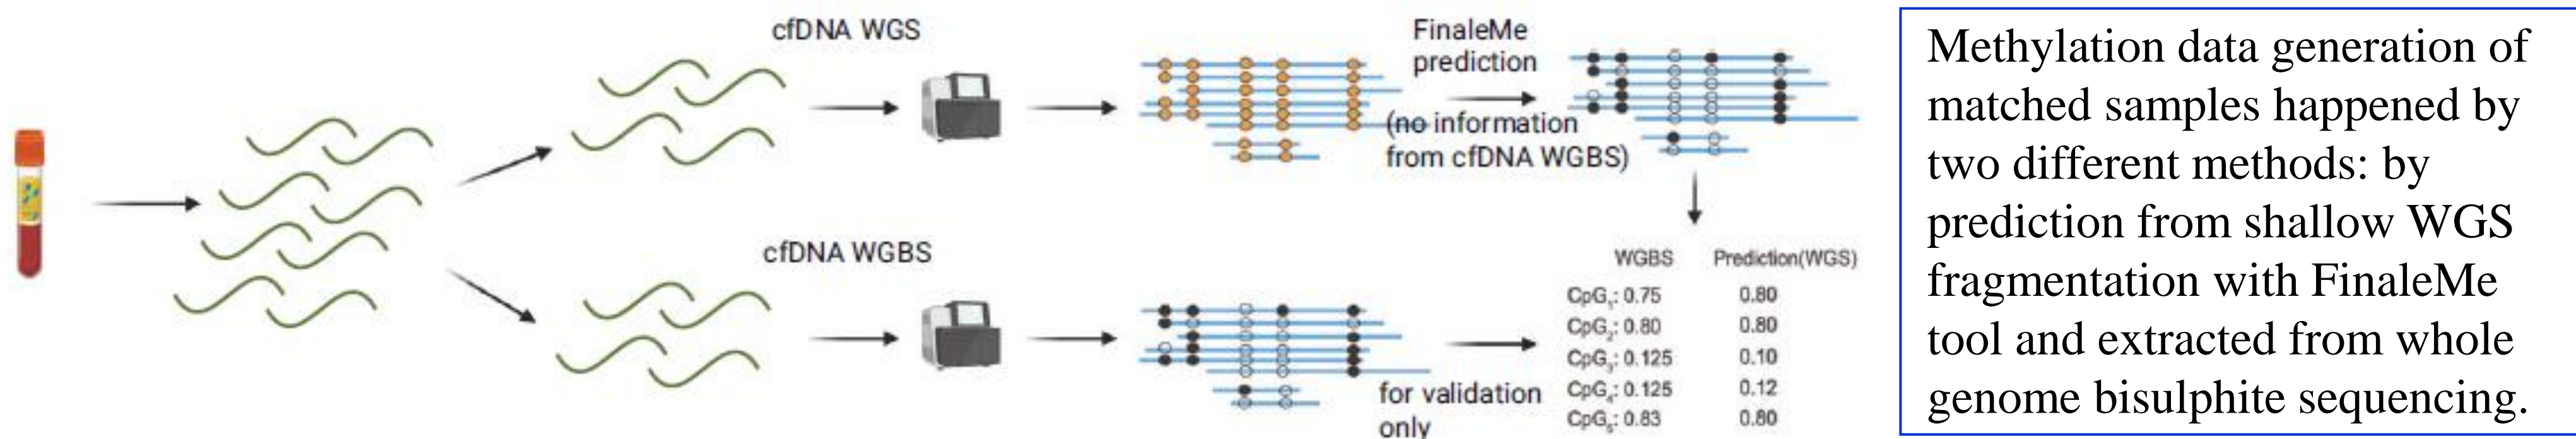 cfDNA WGS
FinaleMe
prediction
(no information
from cfDNA WGBS)
cfDNA WGBS
for validation
only
WGBS Prediction(WGS)
CpG₁: 0.75 0.80
CpG₂: 0.80 0.80
CpG₃: 0.125 0.10
CpG₄: 0.125 0.12
CpG₅: 0.83 0.80
Methylation data generation of
matched samples happened by
two different methods: by
prediction from shallow WGS
fragmentation with FinaleMe
tool and extracted from whole
genome bisulphite sequencing.